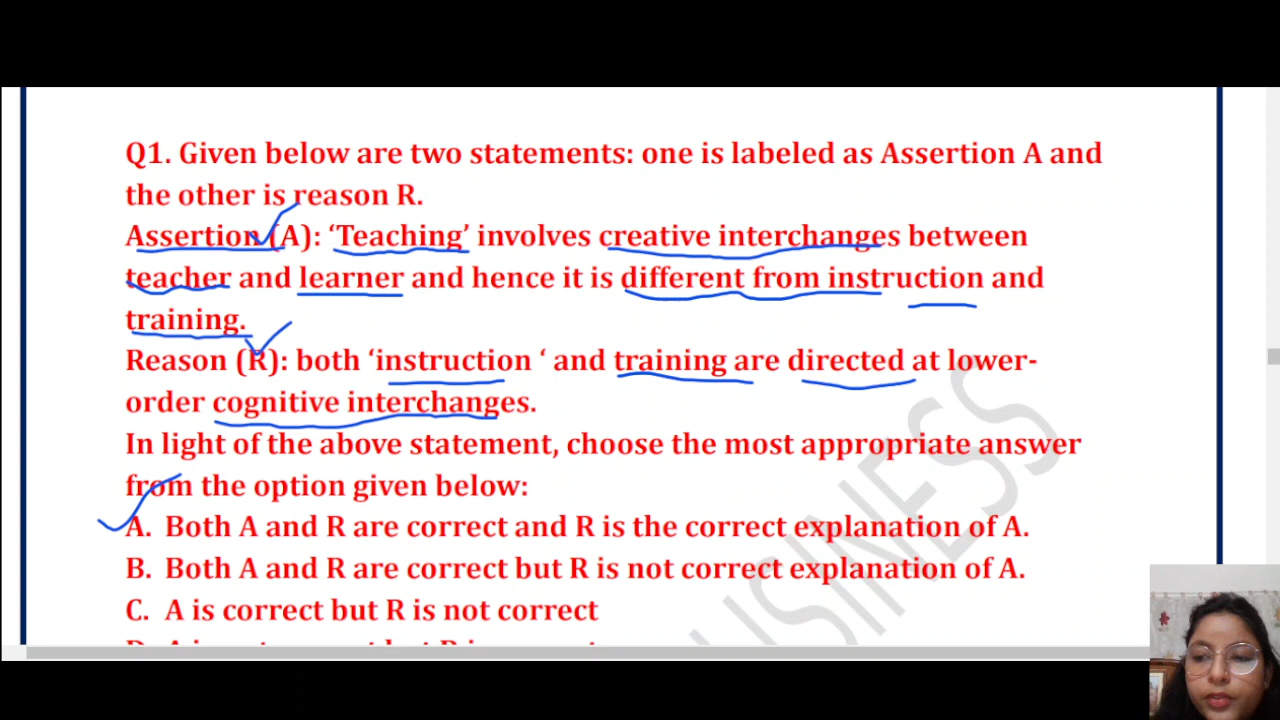 Q1. Given below are two statements: one is labeled as Assertion A and
the other is reason R.
Assertion (A): ‘Teaching’ involves creative interchanges between
teacher and learner and hence it is different from instruction and
training.
Reason (R): both ‘instruction ‘ and training are directed at lower-
order cognitive interchanges.
In light of the above statement, choose the most appropriate answer
from the option given below:
A. Both A and R are correct and R is the correct explanation of A.
B. Both A and R are correct but R is not correct explanation of A.
C. A is correct but R is not correct